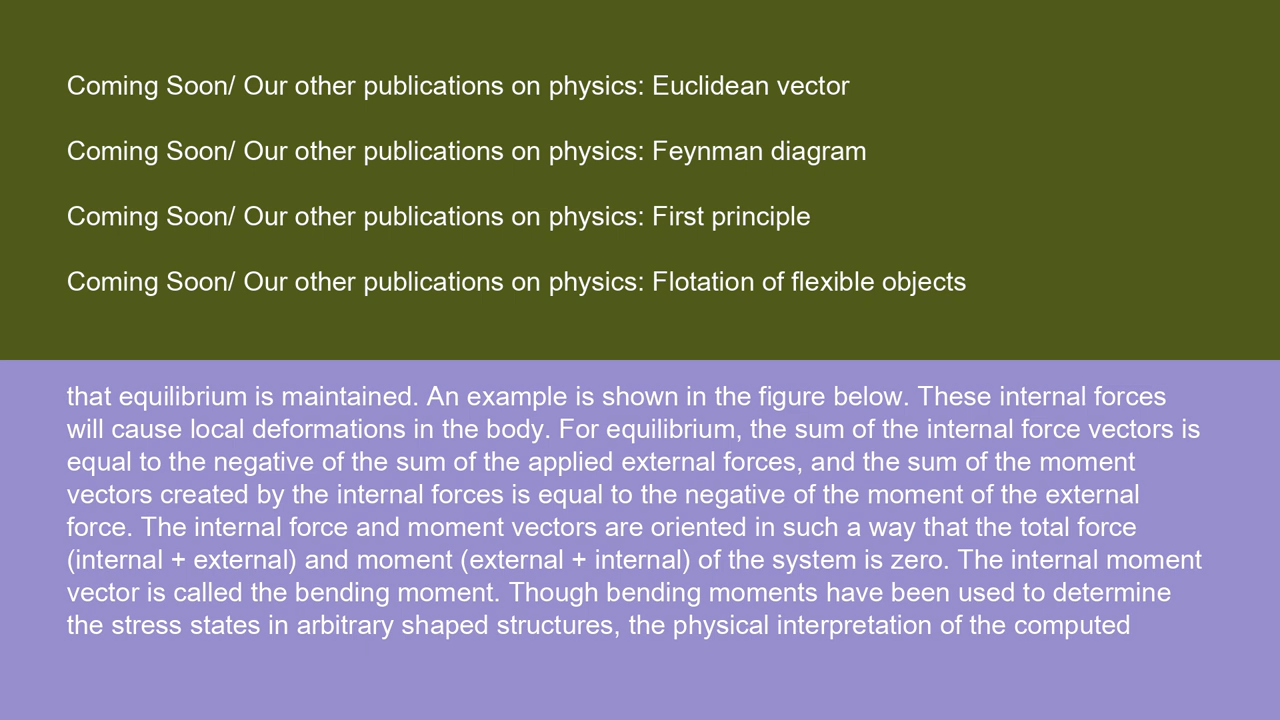 Coming Soon/ Our other publications on physics: Euclidean vector
Coming Soon/ Our other publications on physics: Feynman diagram
Coming Soon/ Our other publications on physics: First principle
Coming Soon/ Our other publications on physics: Flotation of flexible objects
that equilibrium is maintained. An example is shown in the figure below. These internal forces
will cause local deformations in the body. For equilibrium, the sum of the internal force vectors is
equal to the negative of the sum of the applied external forces, and the sum of the moment
vectors created by the internal forces is equal to the negative of the moment of the external
force. The internal force and moment vectors are oriented in such a way that the total force
(internal + external) and moment (external + internal) of the system is zero. The internal moment
vector is called the bending moment. Though bending moments have been used to determine
the stress states in arbitrary shaped structures, the physical interpretation of the computed